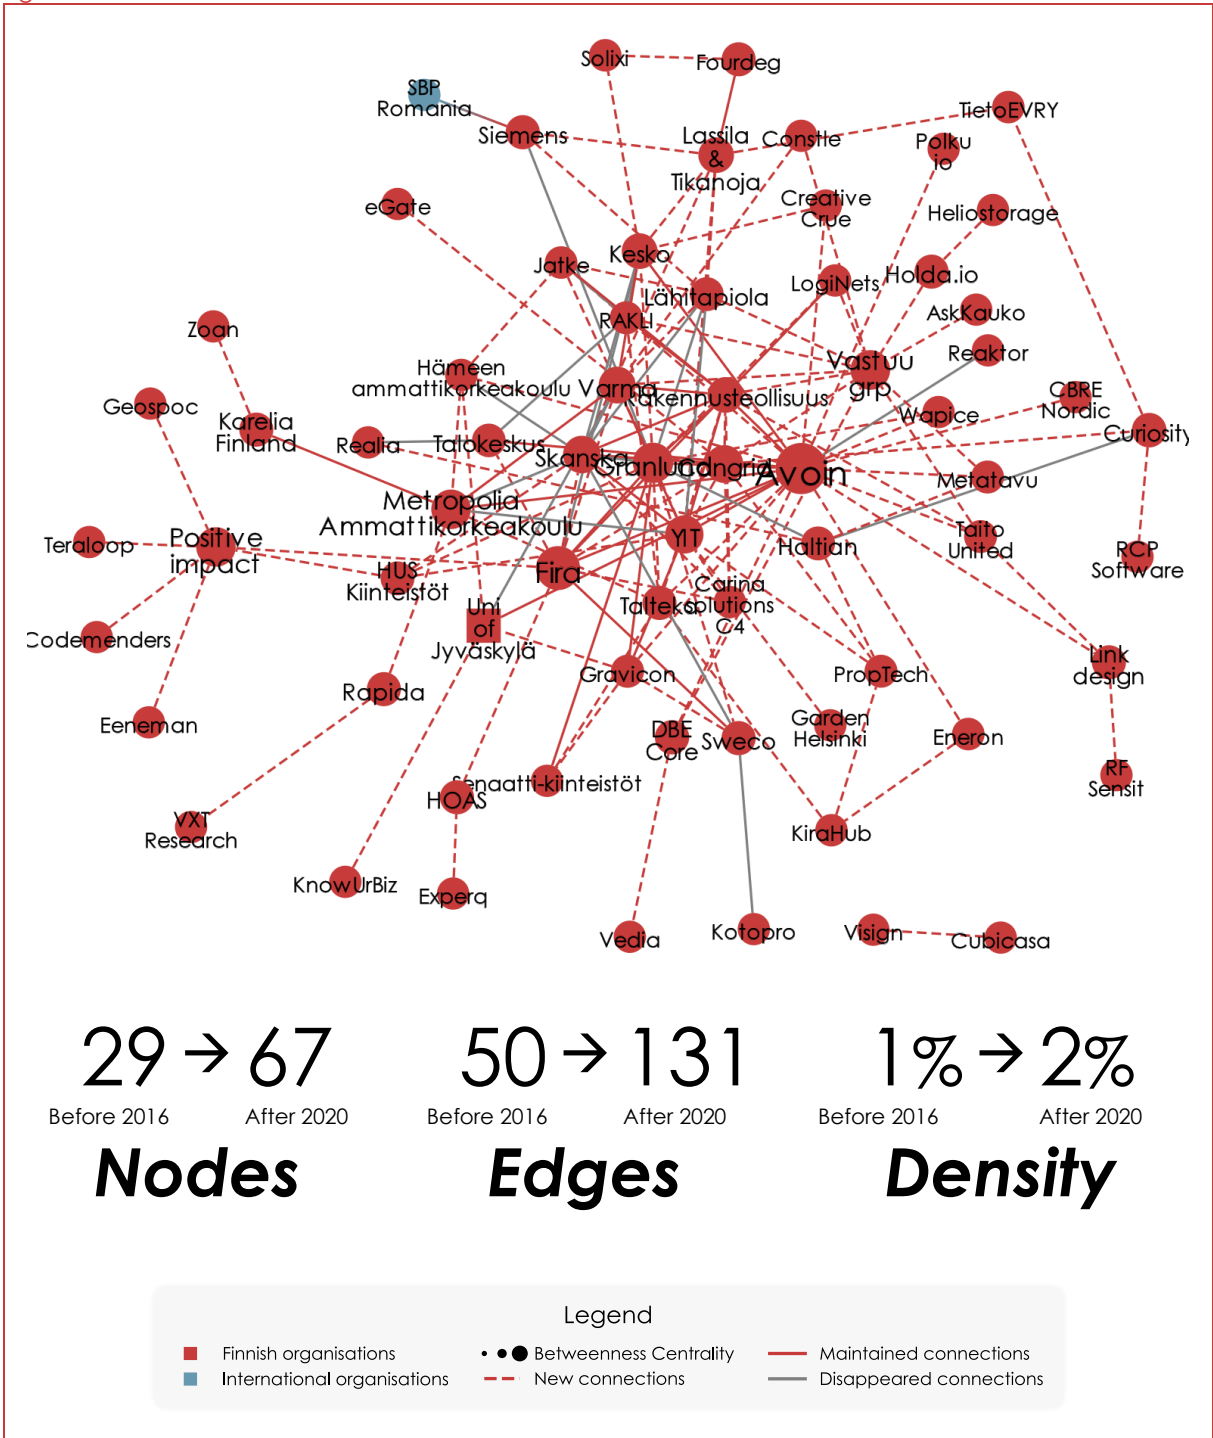 Solixi
Fourdeg
SBP
Romania
Siemens
Lassila
&
Tikanoja
Constle
TietoEVRY
Polku
io
eGate
Creative
Crue
Heliostorage
Jatke
Kesko
LogiNets
Holda.io
Lähitapiola
AskKauko
Zoan
RAKLI
Reaktor
Hämeen
ammattikorkeakoulu
Varma
akennusteollisuus
Vastuu
grp
CBRE
Nordic
Geospoc
Karelia
Finland
Realia
Talokeskus
Wapice
Curiosity
Skanska
Granlund
Congrid
Avoin
Metatavu
Metropolia
Ammattikorkeakoulu
Teraloop
Positive
impact
YIT
Haltian
Taito
United
RCP
Software
HUS
Kiinteistöt
Fira
Carina
solutions
C4
Talteka
Uni
of
Jyväskylä
Codemenders
Rapida
Gravicon
PropTech
Link
design
Eeneman
DBE
Core
Sweco
Garden
Helsinki
Eneron
Senaatti-kiinteistöt
HOAS
RF
Sensit
VXT
Research
KiraHub
KnowUrBiz
Experq
Vedia
Kotopro
Visign
Cubicasa
29 → 67
Before 2016 After 2020
Nodes
50 → 131
Before 2016 After 2020
Edges
1% → 2%
Before 2016 After 2020
Density
Legend
Finnish organisations
Betweenness Centrality
Maintained connections
International organisations
New connections
Disappeared connections